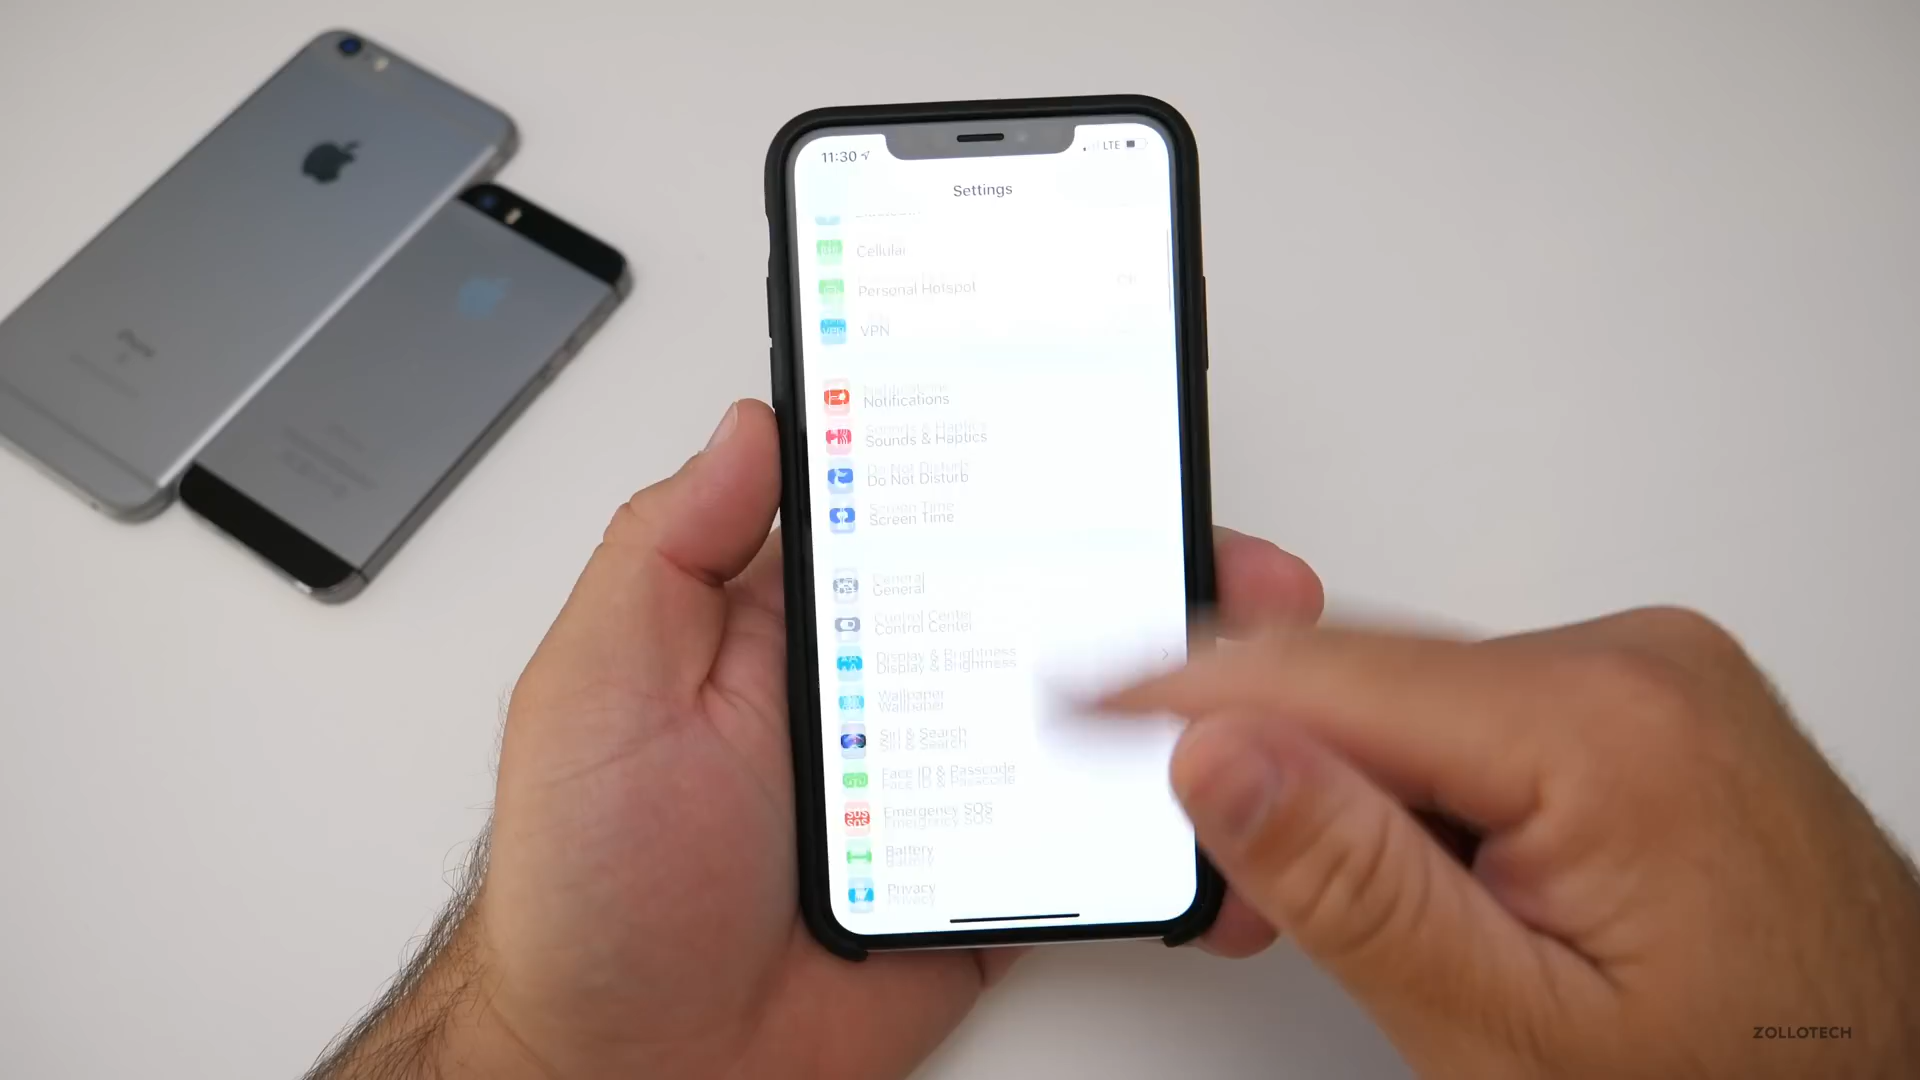 11:30
LTE
Settings
Cellular
Personal Hotspot
VPN
Notifications
Sounds & Haptics
Do Not Disturb
Screen Time
General
Control Center
Display & Brightness
Wallpaper
Siri & Search
Face ID & Passcode
Emergency SOS
Battery
Privacy
iPhone
ZOLLOTECH